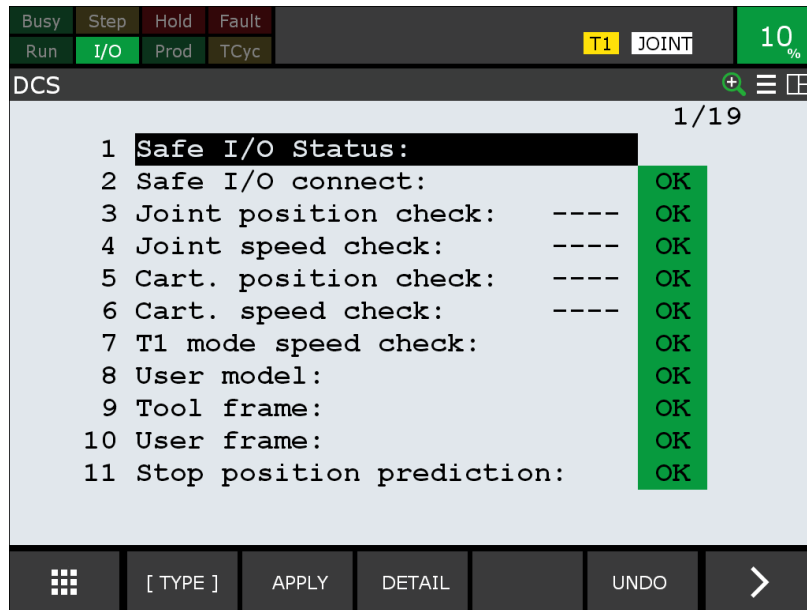 Busy Step Hold Fault
Run I/O Prod TCyc T1 JOINT 10%
DCS
1/19
1 Safe I/O Status:
2 Safe I/O connect: OK
3 Joint position check: ---- OK
4 Joint speed check: ---- OK
5 Cart. position check: ---- OK
6 Cart. speed check: ---- OK
7 T1 mode speed check: OK
8 User model: OK
9 Tool frame: OK
10 User frame: OK
11 Stop position prediction: OK
[ TYPE ] APPLY DETAIL UNDO